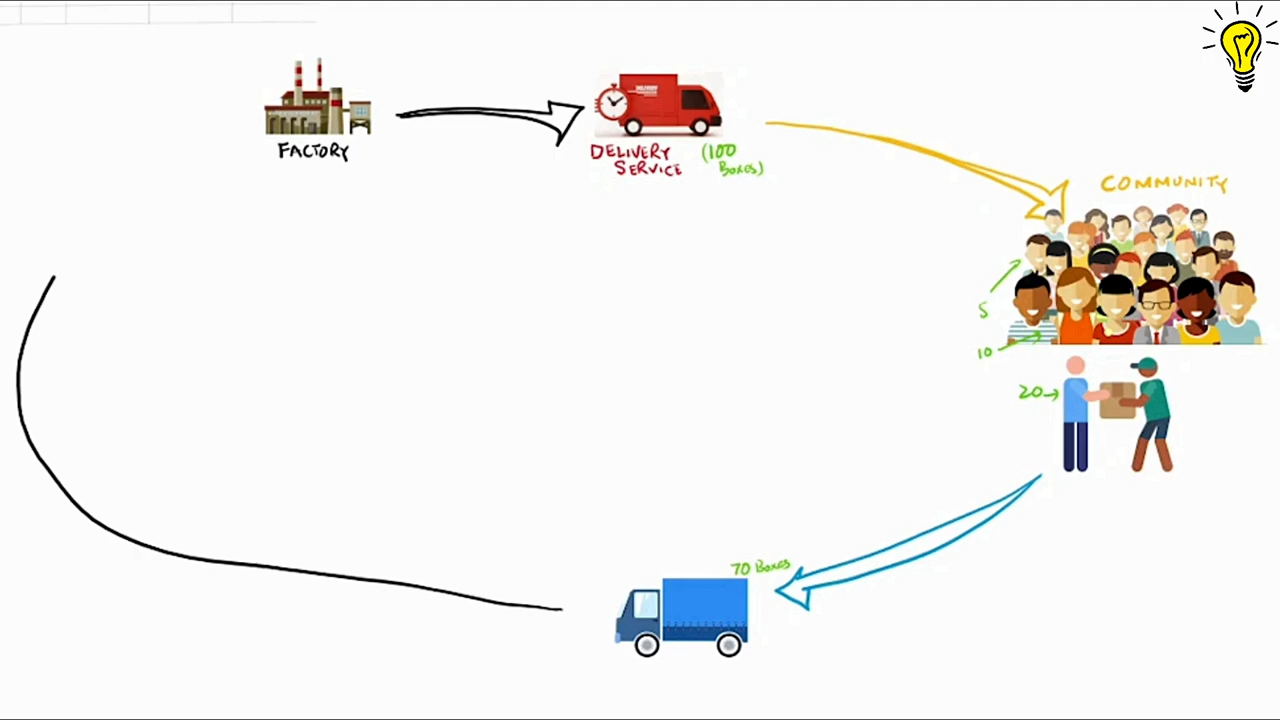 FACTORY
DELIVERY
SERVICE
(100
Boxes)
COMMUNITY
5
10
20
70 Boxes